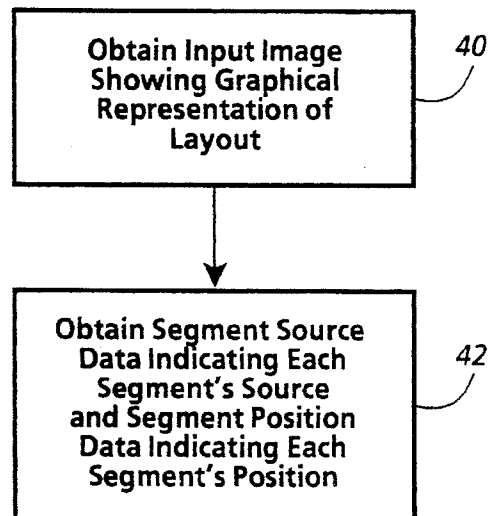 Obtain Input Image
Showing Graphical
Representation of
Layout
40
Obtain Segment Source
Data Indicating Each
Segment's Source
and Segment Position
Data Indicating Each
Segment's Position
42